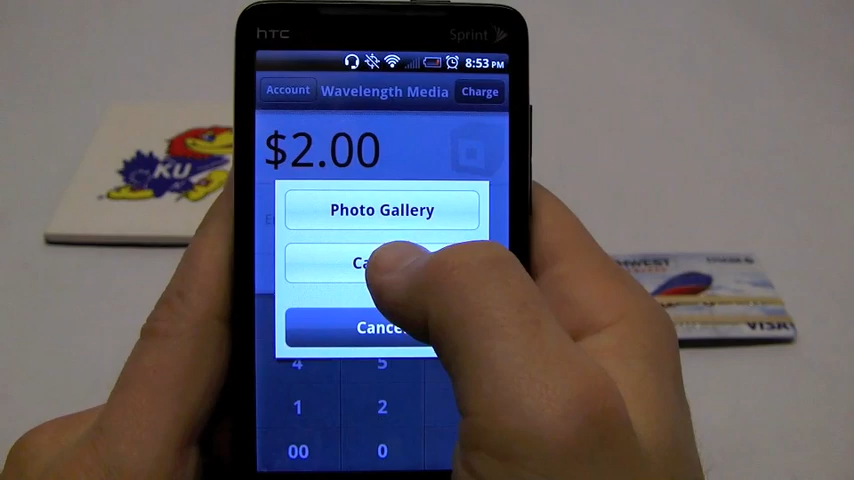 hTC
Sprint
8:53 PM
Account
Wavelength Media
Charge
$2.00
Photo Gallery
Cance
4 5
1 2
00 0
KU
VISA